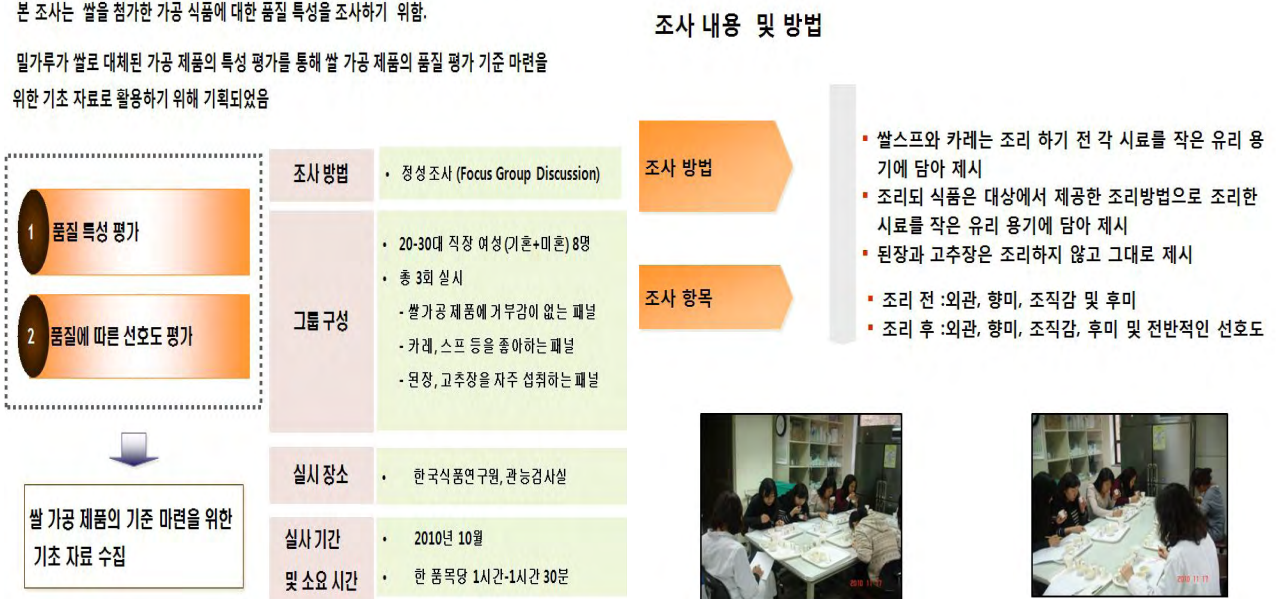 본 조사는 쌀을 첨가한 가공 식품에 대한 품질 특성을 조사하기 위함.
밀가루가 쌀로 대체된 가공 제품의 특성 평가를 통해 쌀 가공 제품의 품질 평가 기준 마련을
위한 기초 자료로 활용하기 위해 기획되었음
1 품질 특성 평가
2 품질에 따른 선호도 평가
쌀 가공 제품의 기준 마련을 위한
기초 자료 수집
조사 방법
• 정성조사 (Focus Group Discussion)
그룹 구성
• 20-30대 직장 여성(기혼+미혼) 8명
• 총 3회 실시
- 쌀가공 제품에 거부감이 없는 패널
- 카레, 스프 등을 좋아하는 패널
- 된장, 고추장을 자주 섭취하는 패널
실시 장소
• 한국식품연구원, 관능검사실
실사 기간
및 소요 시간
• 2010년 10월
• 한 품목당 1시간-1시간 30분
조사 내용 및 방법
조사 방법
▪ 쌀스프와 카레는 조리 하기 전 각 시료를 작은 유리 용
기에 담아 제시
▪ 조리되 식품은 대상에서 제공한 조리방법으로 조리한
시료를 작은 유리 용기에 담아 제시
▪ 된장과 고추장은 조리하지 않고 그대로 제시
조사 항목
▪ 조리 전 :외관, 향미, 조직감 및 후미
▪ 조리 후 :외관, 향미, 조직감, 후미 및 전반적인 선호도
2010 11 17
2010 11 17